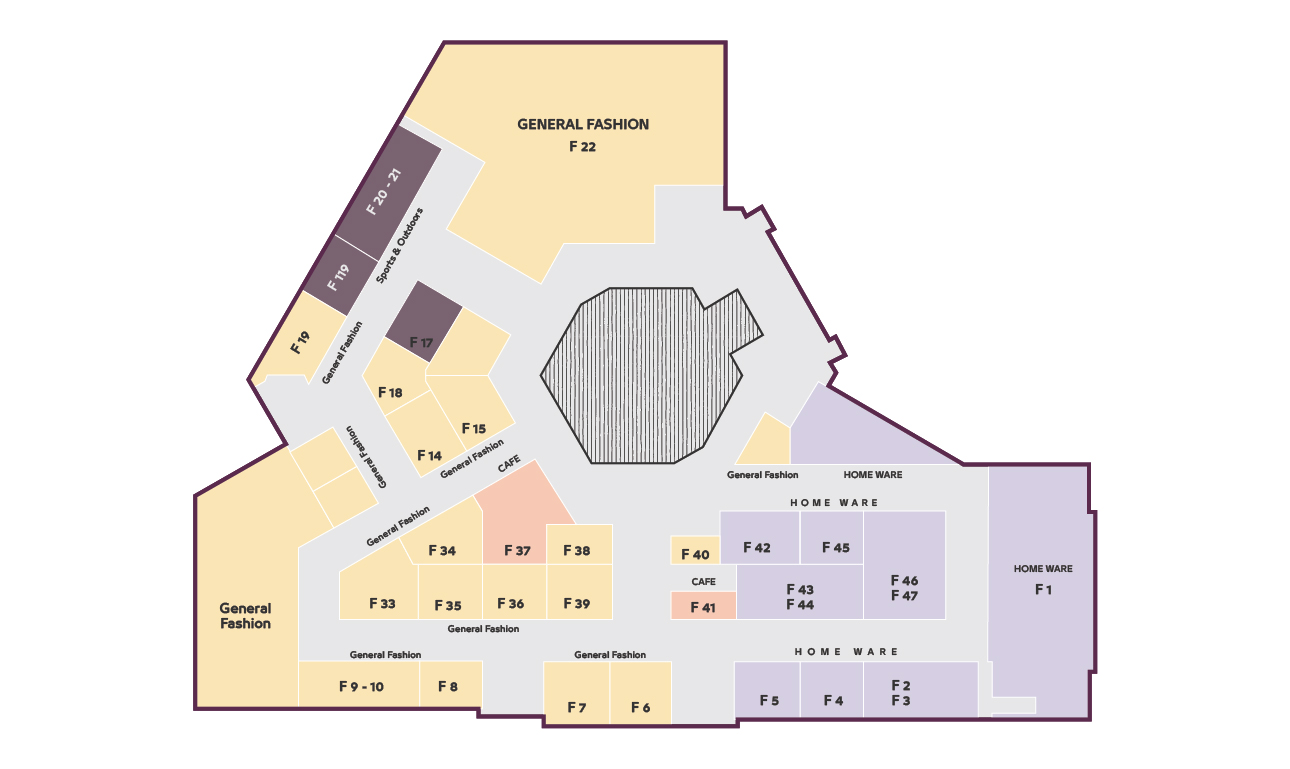 GENERAL FASHION
F 22
F 20 - 21
Sports & Outdoors
F 119
F 19
General Fashion
F 17
F 18
F 15
F 14
General Fashion
General Fashion
CAFE
General Fashion
General Fashion
HOME WARE
HOME WARE
F 34
F 37
F 38
F 40
F 42
F 45
F 46
F 47
HOME WARE
F 1
CAFE
F 43
F 44
F 41
F 33
F 35
F 36
F 39
General
Fashion
General Fashion
General Fashion
General Fashion
HOME WARE
F 9 - 10
F 8
F 7
F 6
F 5
F 4
F 2
F 3